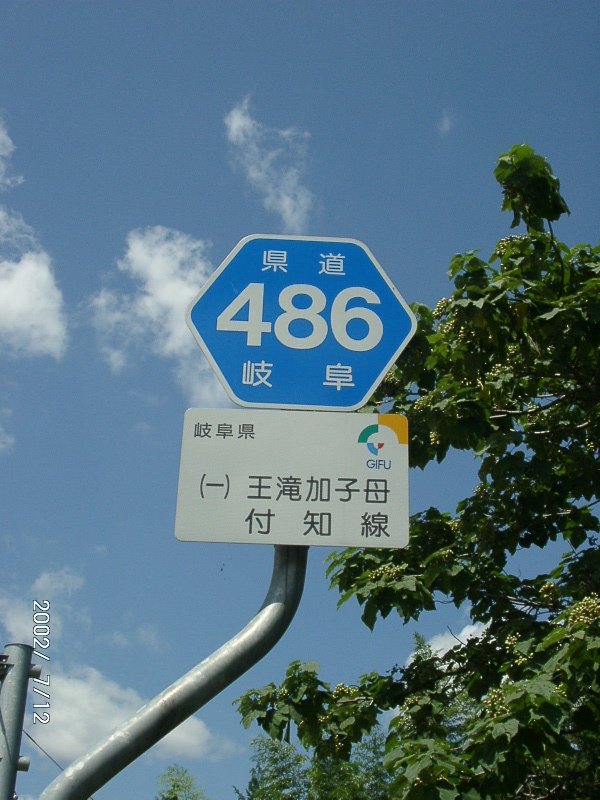 県道
486
岐阜
岐阜県
GIFU
(一) 王滝加子母
付知線
2002/ 7/12